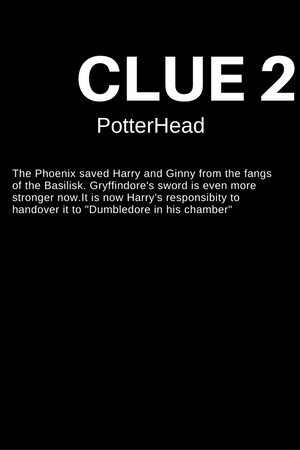 CLUE 2
PotterHead
The Phoenix saved Harry and Ginny from the fangs
of the Basilisk. Gryffindore's sword is even more
stronger now.It is now Harry's responsibity to
handover it to "Dumbledore in his chamber"